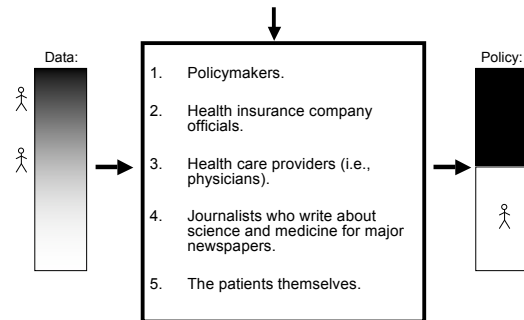 Data:
Policy:
1. Policymakers.
2. Health insurance company
officials.
3. Health care providers (i.e.,
physicians).
4. Journalists who write about
science and medicine for major
newspapers.
5. The patients themselves.